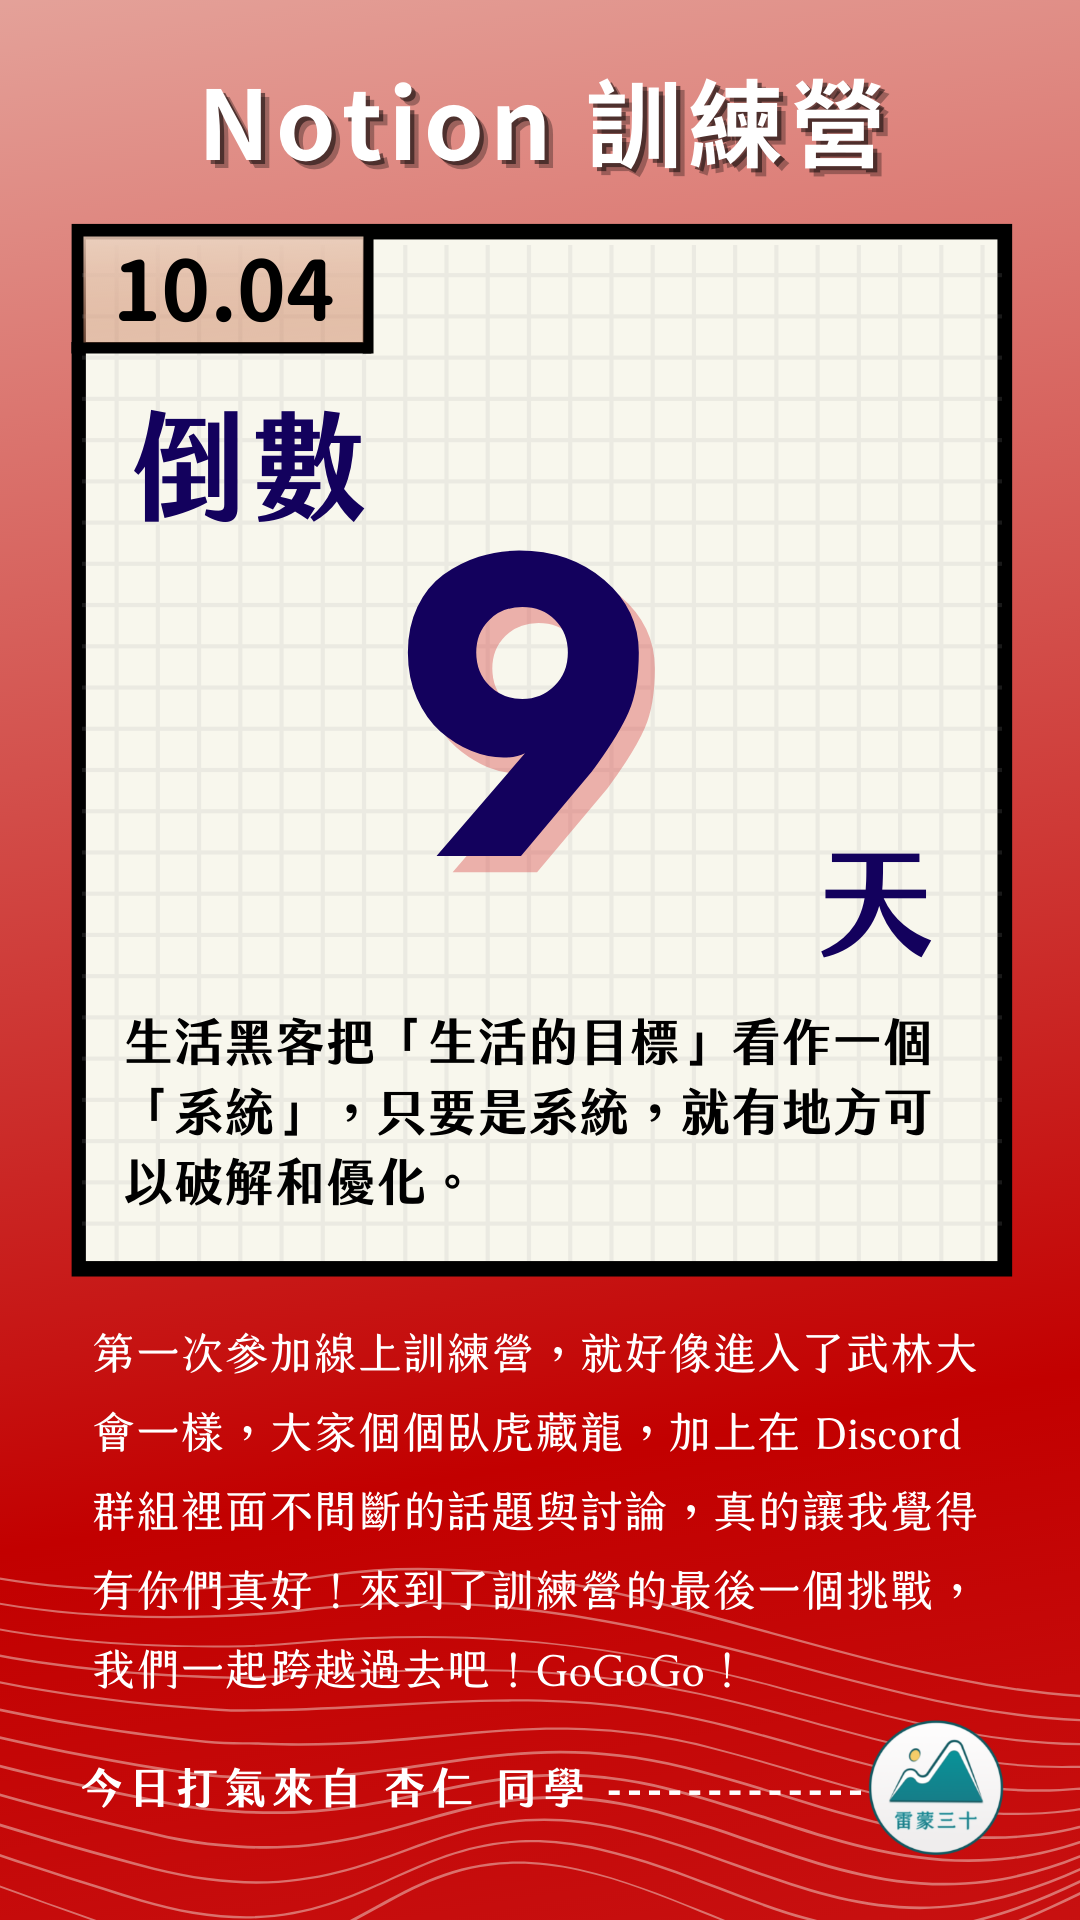 Notion 訓練營
10.04
倒數
9
天
生活黑客把「生活的目標」看作一個
「系統」，只要是系統，就有地方可
以破解和優化。
第一次參加線上訓練營，就好像進入了武林大
會一樣，大家個個臥虎藏龍，加上在 Discord
群組裡面不間斷的話題與討論，真的讓我覺得
有你們真好！來到了訓練營的最後一個挑戰，
我們一起跨越過去吧！GoGoGo！
今日打氣來自 杏仁 同學 -------------
雷蒙三十